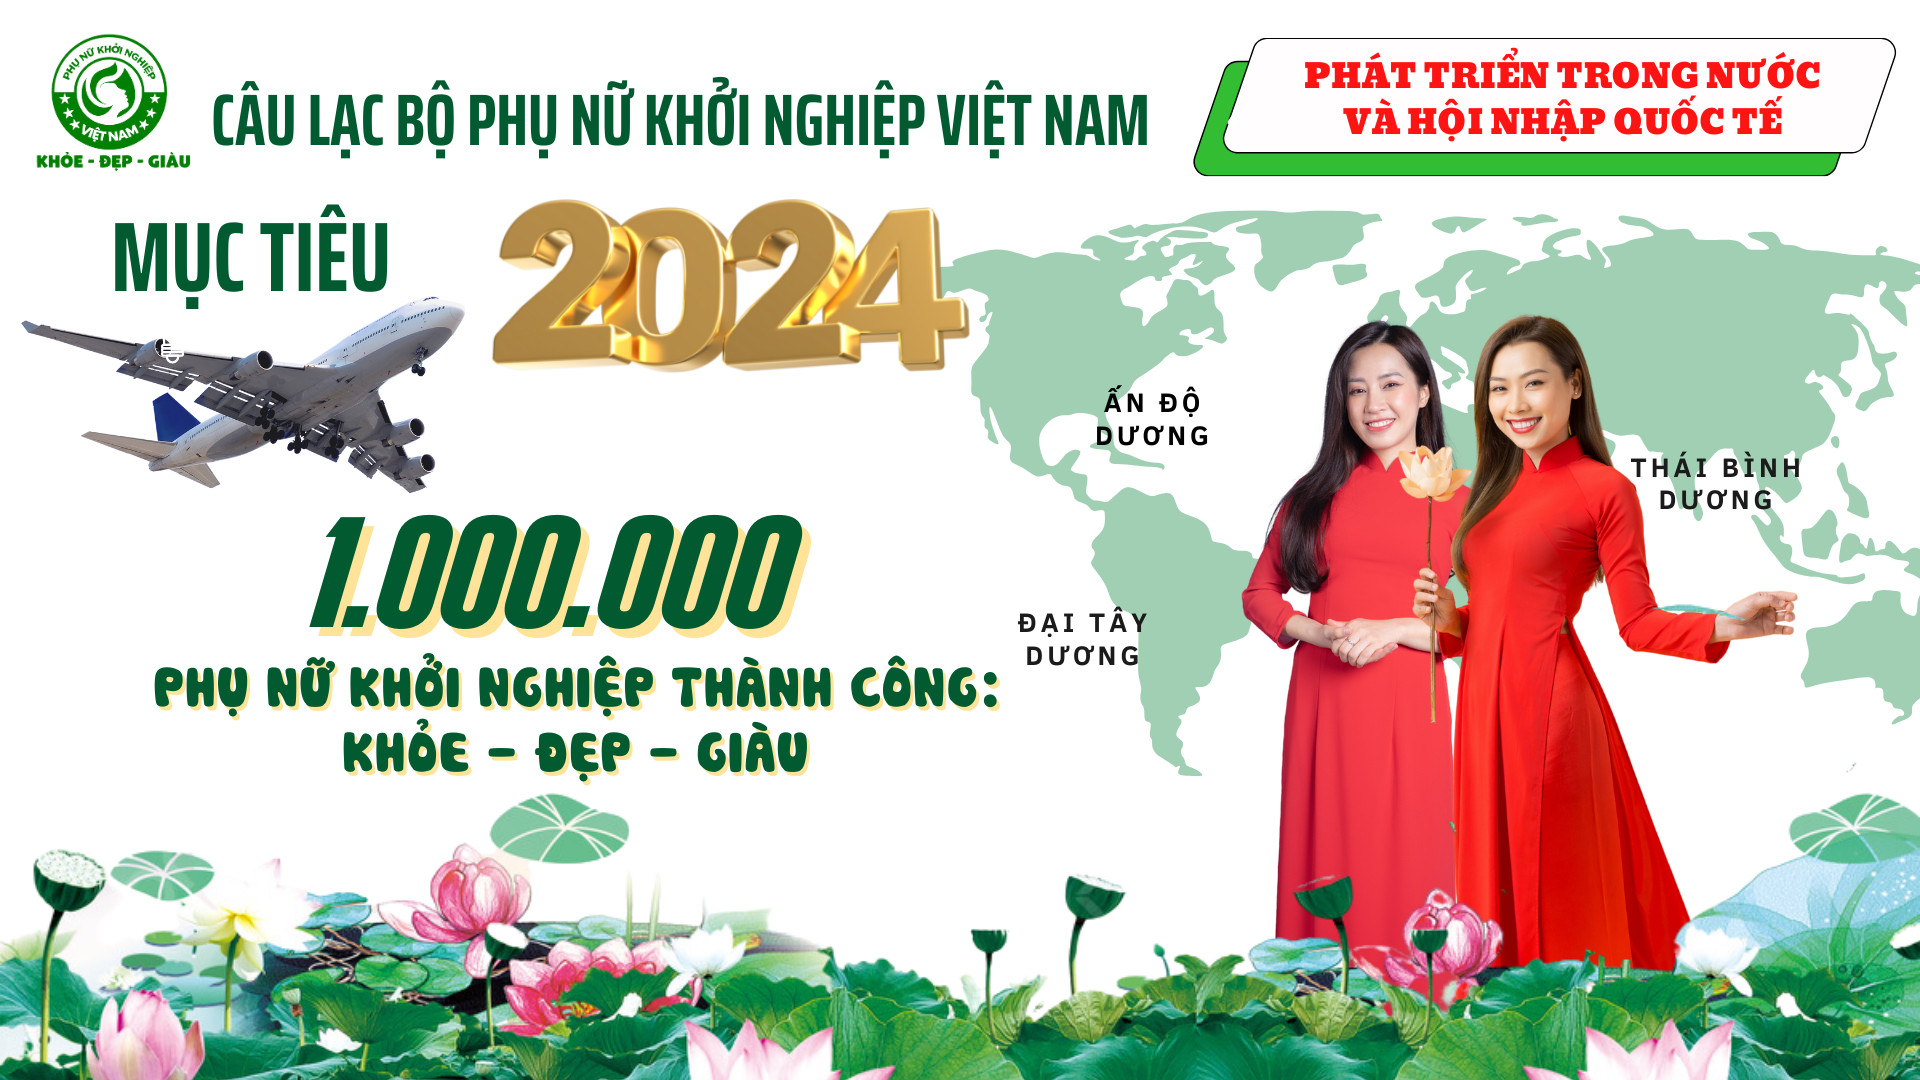 PHỤ NỮ KHỞI NGHIỆP
VIỆT NAM
KHỎE - ĐẸP - GIÀU
CÂU LẠC BỘ PHỤ NỮ KHỞI NGHIỆP VIỆT NAM
PHÁT TRIỂN TRONG NƯỚC
VÀ HỘI NHẬP QUỐC TẾ
MỤC TIÊU
2024
ẤN ĐỘ
DƯƠNG
THÁI BÌNH
DƯƠNG
1.000.000
ĐẠI TÂY
DƯƠNG
PHỤ NỮ KHỞI NGHIỆP THÀNH CÔNG:
KHỎE - ĐẸP - GIÀU